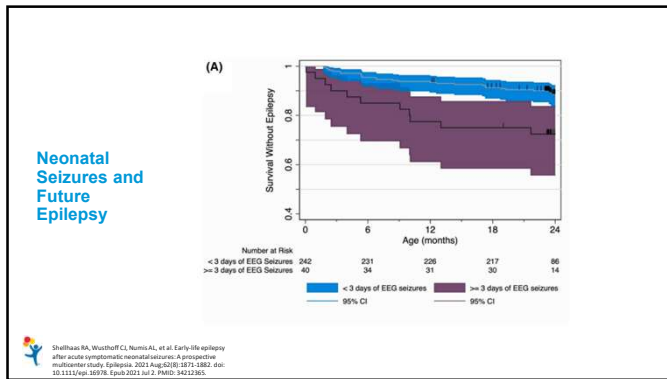 Neonatal
Seizures and
Future
Epilepsy
(A)
Survival Without Epilepsy
1
0.8
0.6
0.4
0 6 12 18 24
Age (months)
Number at Risk
< 3 days of EEG Seizures 242 231 226 217 86
>= 3 days of EEG Seizures 40 34 31 30 14
< 3 days of EEG seizures >= 3 days of EEG seizures
95% CI 95% CI
Shellhaas RA, Wusthoff CJ, Numis AL, et al. Early-life epilepsy
after acute symptomatic neonatal seizures: A prospective
multicenter study. Epilepsia. 2021 Aug;62(8):1871-1882. doi:
10.1111/epi.16978. Epub 2021 Jul 2. PMID: 34212365.